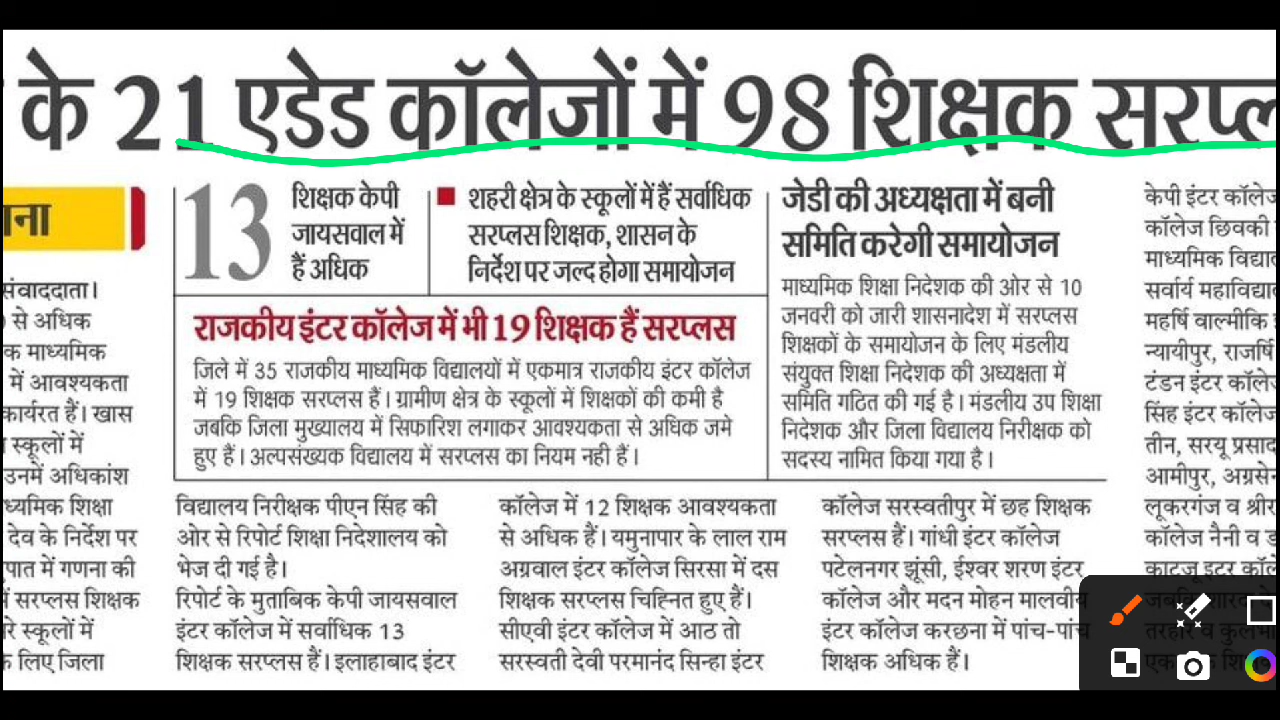 के 21 एडेड कॉलेजों में 98 शिक्षक
13
शिक्षक केपी
जायसवाल में
हैं अधिक
शहरी क्षेत्र के स्कूलों में हैं सर्वाधिक
सरप्लस शिक्षक, शासन के
निर्देश पर जल्द होगा समायोजन
राजकीय इंटर कॉलेज में भी 19 शिक्षक हैं सरप्लस
जिले में 35 राजकीय माध्यमिक विद्यालयों में एकमात्र राजकीय इंटर कॉलेज
में 19 शिक्षक सरप्लस हैं। ग्रामीण क्षेत्र के स्कूलों में शिक्षकों की कमी है
जबकि जिला मुख्यालय में सिफारिश लगाकर आवश्यकता से अधिक जमे
हुए हैं। अल्पसंख्यक विद्यालय में सरप्लस का नियम नही हैं।
जेडी की अध्यक्षता में बनी
समिति करेगी समायोजन
माध्यमिक शिक्षा निदेशक की ओर से 10
जनवरी को जारी शासनादेश में सरप्लस
शिक्षकों के समायोजन के लिए मंडलीय
संयुक्त शिक्षा निदेशक की अध्यक्षता में
समिति गठित की गई है। मंडलीय उप शिक्षा
निदेशक और जिला विद्यालय निरीक्षक को
सदस्य नामित किया गया है।
संवाददाता।
से अधिक
माध्यमिक
में आवश्यकता
कार्यरत हैं। खास
स्कूलों में
उनमें अधिकांश
शिक्षा
देव के निर्देश पर
में गणना की
सरप्लस शिक्षक
स्कूलों में
लिए जिला
विद्यालय निरीक्षक पीएन सिंह की
ओर से रिपोर्ट शिक्षा निदेशालय को
भेज दी गई है।
रिपोर्ट के मुताबिक केपी जायसवाल
इंटर कॉलेज में सर्वाधिक 13
शिक्षक सरप्लस हैं। इलाहाबाद इंटर
कॉलेज में 12 शिक्षक आवश्यकता
से अधिक हैं। यमुनापार के लाल राम
अग्रवाल इंटर कॉलेज सिरसा में दस
शिक्षक सरप्लस चिह्नित हुए हैं।
सीएवी इंटर कॉलेज में आठ तो
सरस्वती देवी परमानंद सिन्हा इंटर
कॉलेज सरस्वतीपुर में छह शिक्षक
सरप्लस हैं। गांधी इंटर कॉलेज
पटेलनगर झूंसी, ईश्वर शरण इंटर
कॉलेज और मदन मोहन मालवीय
इंटर कॉलेज करछना में पांच-पांच
शिक्षक अधिक हैं।
केपी इंटर
कॉलेज छिवकी
माध्यमिक
सर्वार्य
महर्षि वाल्मीकि
न्यायीपुर, राजर्षि
टंडन इंटर
सिंह इंटर
तीन, सरयू प्रसाद
आमीपुर,
लूकरगंज व
कॉलेज नैनी व
काटजू इंटर